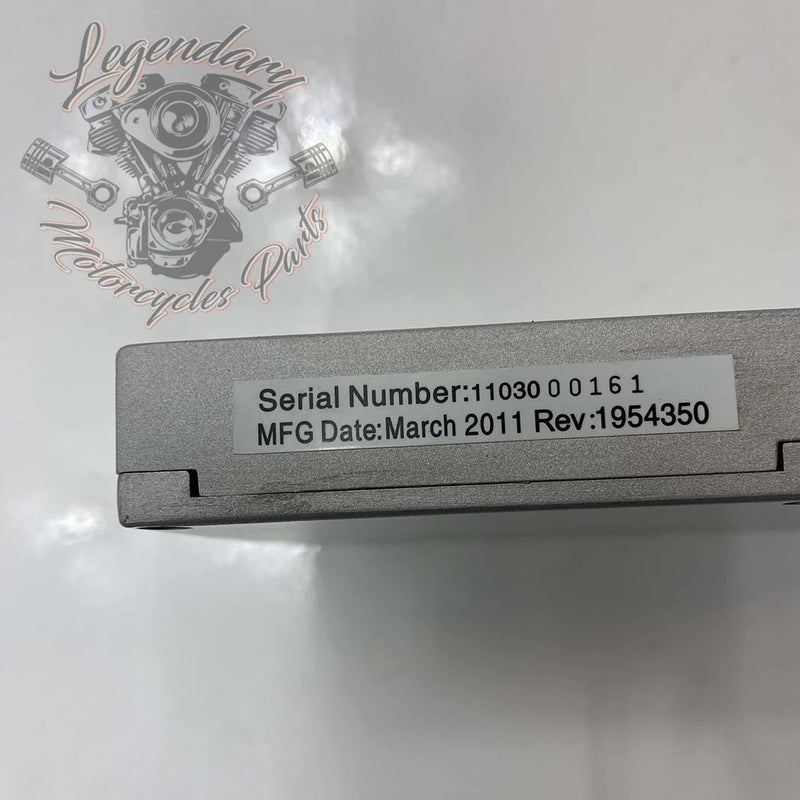 Legendary
Motorcycles Parts
Serial Number:11030 0 0 1 6 1
MFG Date:March 2011 Rev:1954350